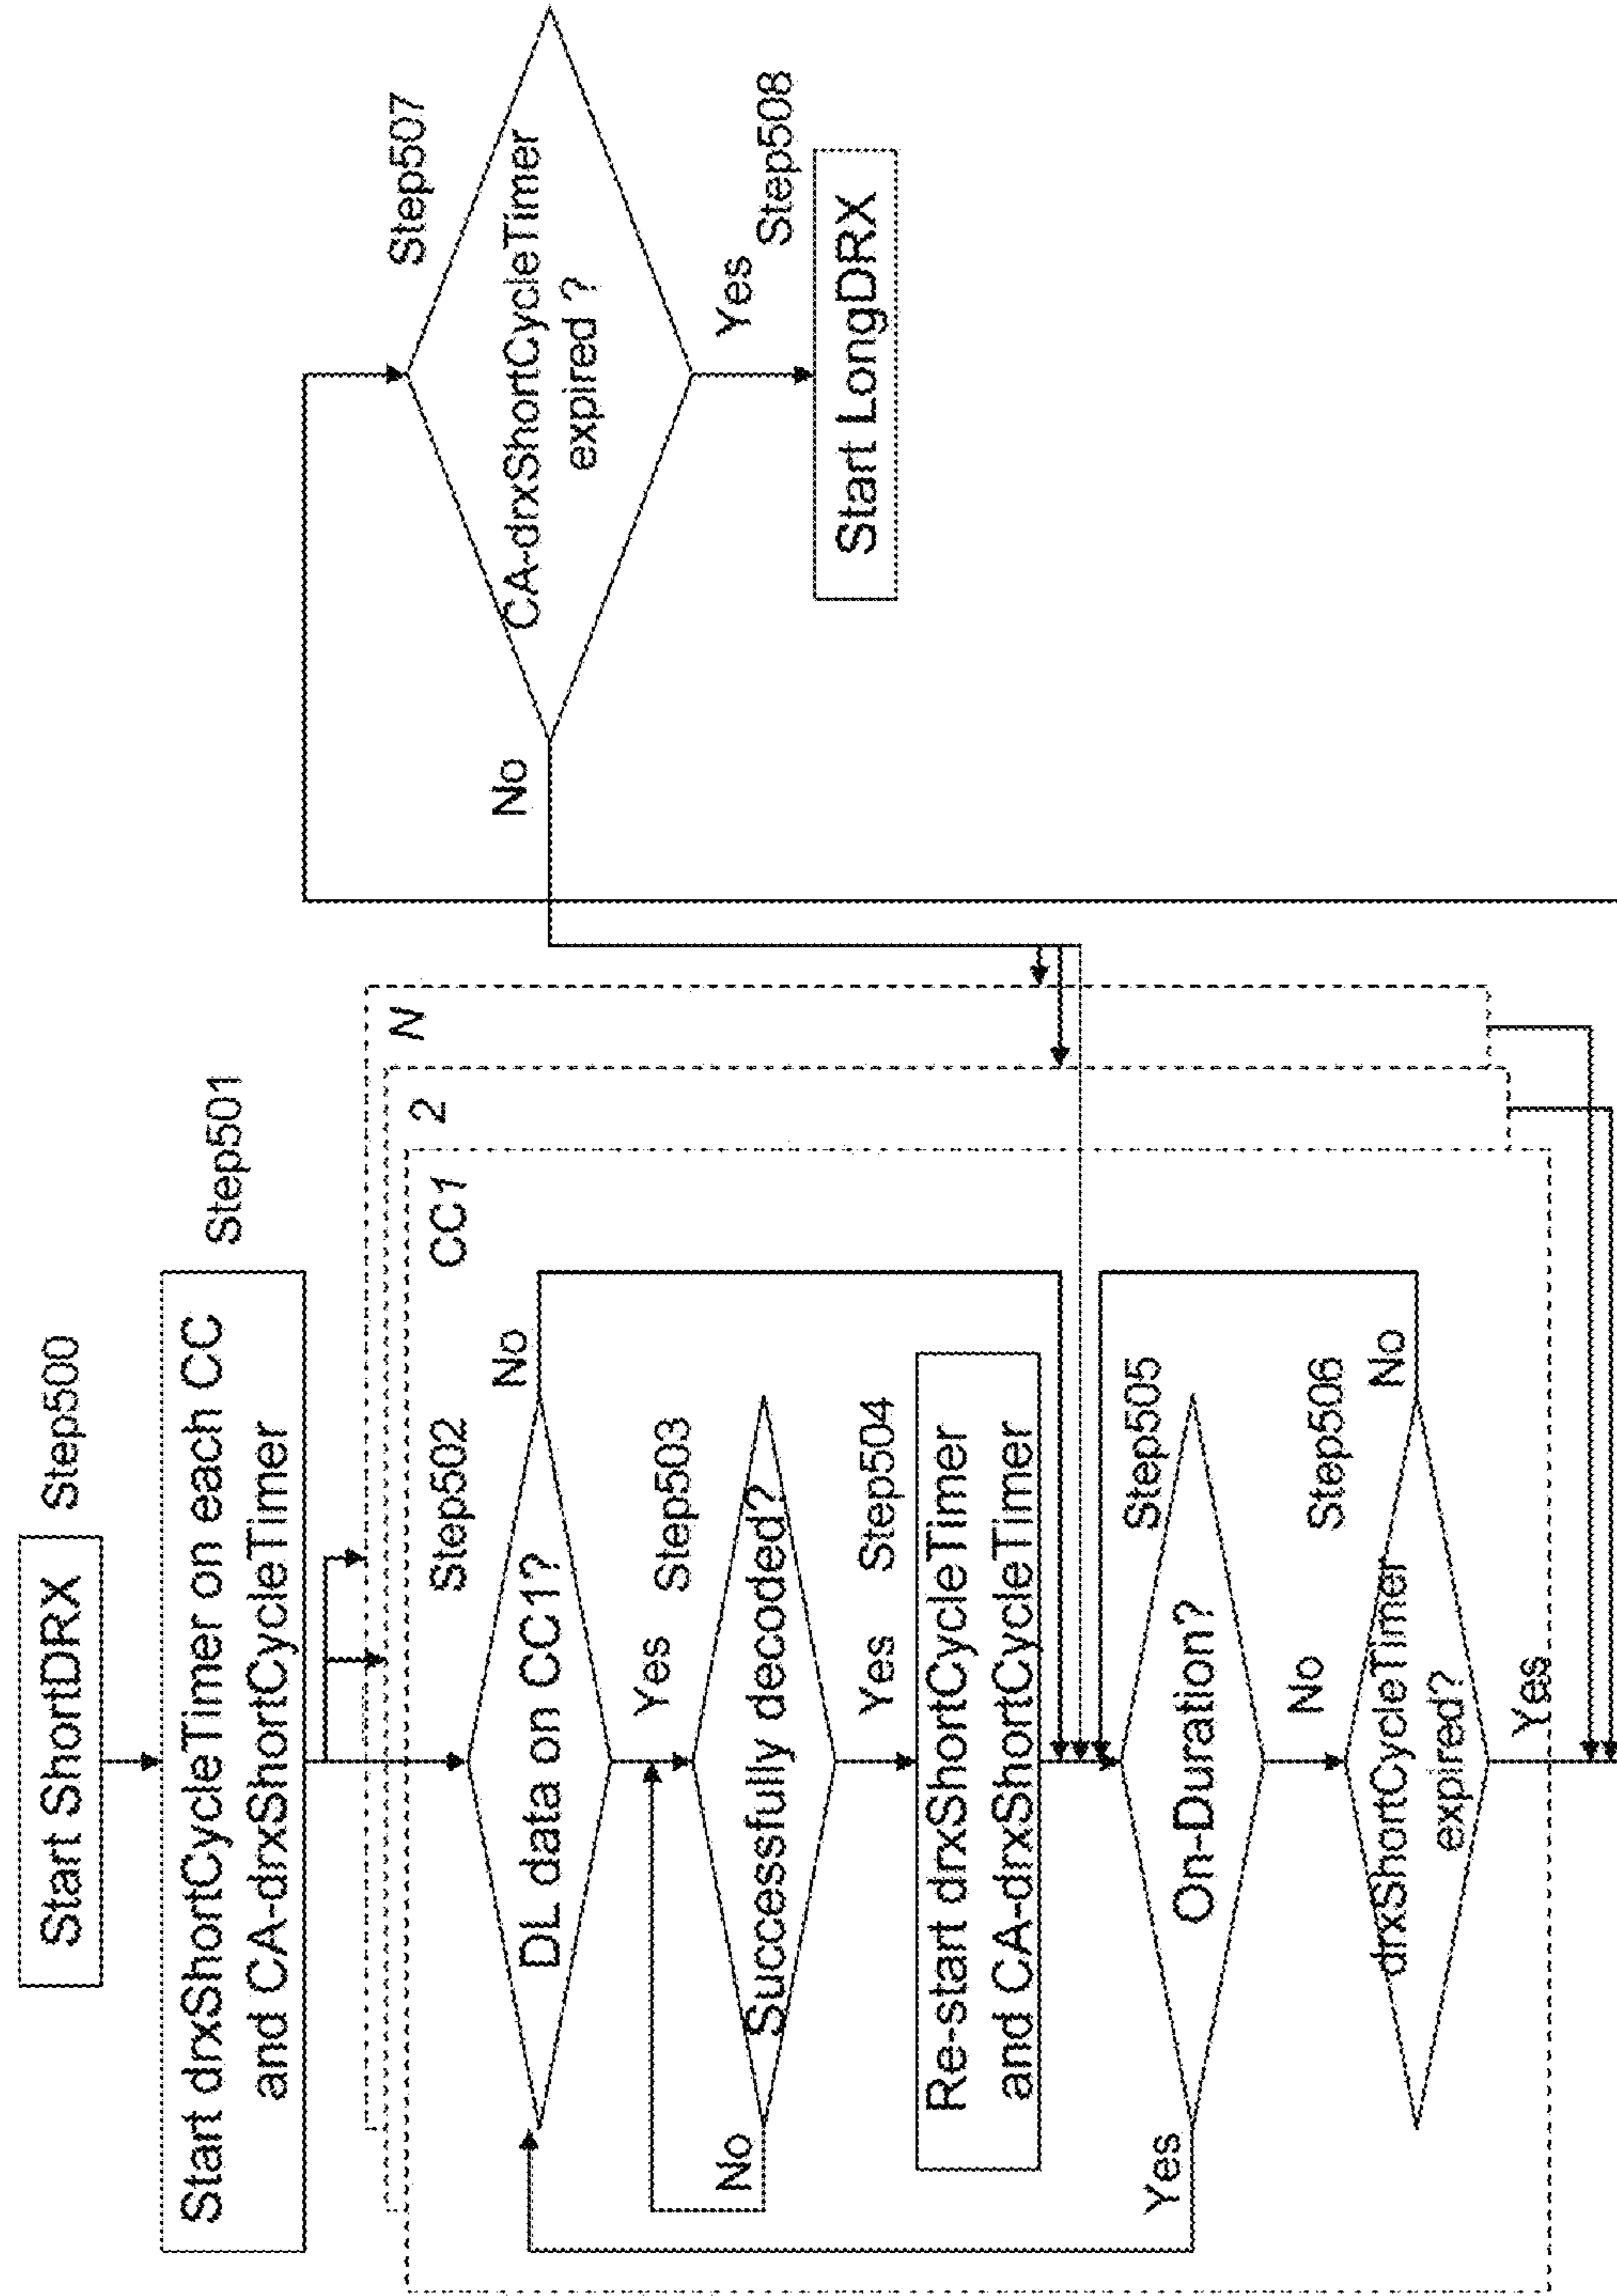 Start ShortDRX
Step500
Start drxShortCycleTimer on each CC
and CA-drxShortCycleTimer
Step501
CC1
2
N
Step502
DL data on CC1?
No
Yes
Step503
Successfully decoded?
No
Yes
Step504
Re-start drxShortCycleTimer
and CA-drxShortCycleTimer
Step505
On-Duration?
Yes
No
Step506
drxShortCycleTimer
expired?
No
Yes
Step507
CA-drxShortCycleTimer
expired ?
No
Yes
Step508
Start LongDRX